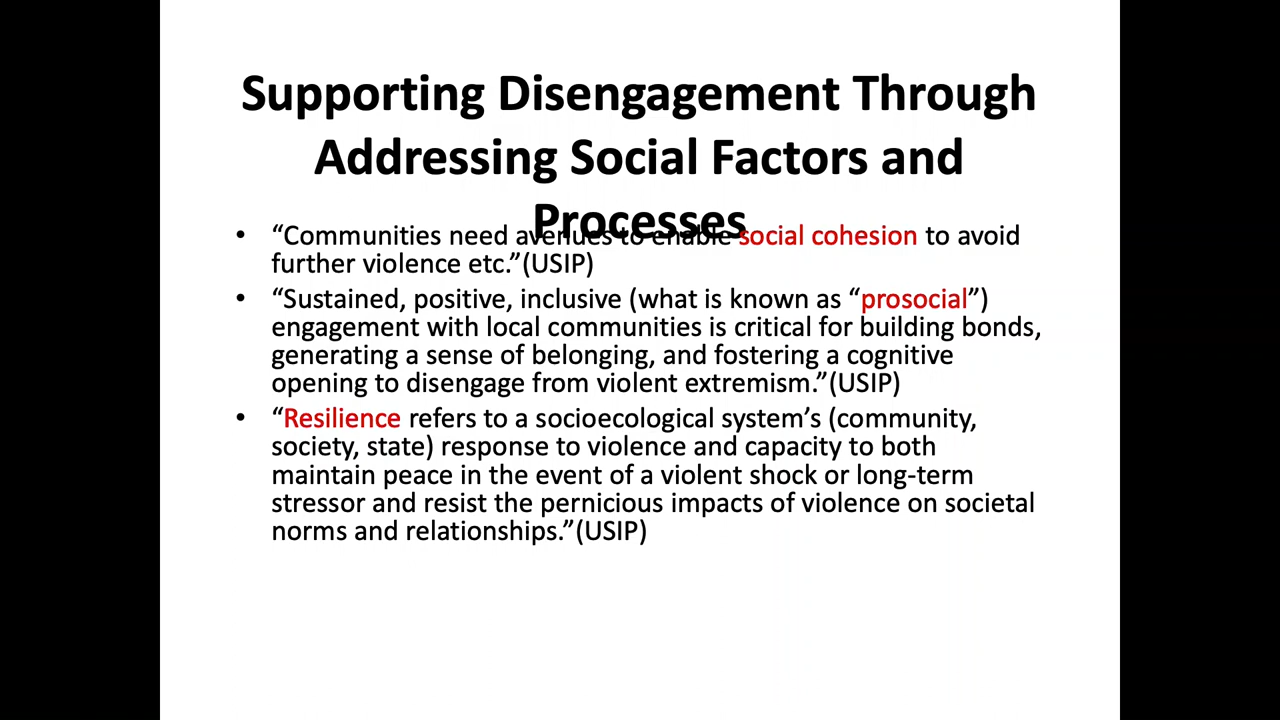 Supporting Disengagement Through
Addressing Social Factors and
Processes
• “Communities need avenues to enable social cohesion to avoid
further violence etc.”(USIP)
• “Sustained, positive, inclusive (what is known as “prosocial”)
engagement with local communities is critical for building bonds,
generating a sense of belonging, and fostering a cognitive
opening to disengage from violent extremism.”(USIP)
• “Resilience refers to a socioecological system’s (community,
society, state) response to violence and capacity to both
maintain peace in the event of a violent shock or long-term
stressor and resist the pernicious impacts of violence on societal
norms and relationships.”(USIP)